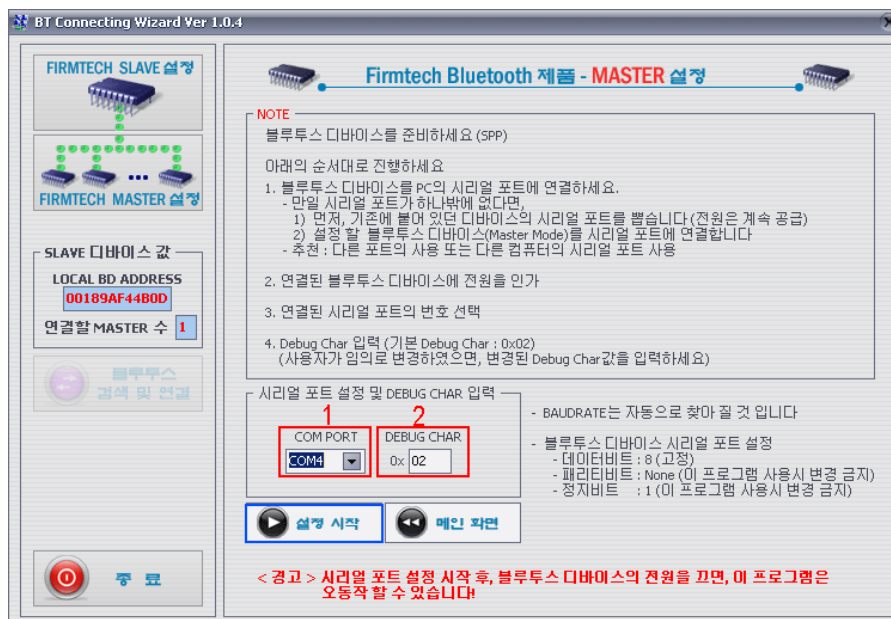 BT Connecting Wizard Ver 1.0.4
FIRMTECH SLAVE 설정
FIRMTECH MASTER 설정
SLAVE 디바이스 값
LOCAL BD ADDRESS
00189AF44B0D
연결할 MASTER 수 1
블루투스
검색 및 연결
종 료
Firmtech Bluetooth 제품 - MASTER 설정
NOTE
블루투스 디바이스를 준비하세요 (SPP)
아래의 순서대로 진행하세요
1. 블루투스 디바이스를 PC의 시리얼 포트에 연결하세요.
- 만일 시리얼 포트가 하나밖에 없다면,
1) 먼저, 기존에 붙어 있던 디바이스의 시리얼 포트를 뽑습니다 (전원은 계속 공급)
2) 설정 할 블루투스 디바이스(Master Mode)를 시리얼 포트에 연결합니다
- 추천 : 다른 포트의 사용 또는 다른 컴퓨터의 시리얼 포트 사용
2. 연결된 블루투스 디바이스에 전원을 인가
3. 연결된 시리얼 포트의 번호 선택
4. Debug Char 입력 (기본 Debug Char : 0x02)
(사용자가 임의로 변경하였으면, 변경된 Debug Char값을 입력하세요)
시리얼 포트 설정 및 DEBUG CHAR 입력
1 2
COM PORT DEBUG CHAR
COM4 0x 02
- BAUDRATE는 자동으로 찾아 질 것 입니다
- 블루투스 디바이스 시리얼 포트 설정
- 데이터비트 : 8 (고정)
- 패리티비트 : None (이 프로그램 사용시 변경 금지)
- 정지비트 : 1 (이 프로그램 사용시 변경 금지)
설정 시작 메인 화면
< 경고 > 시리얼 포트 설정 시작 후, 블루투스 디바이스의 전원을 끄면, 이 프로그램은
오동작 할 수 있습니다!